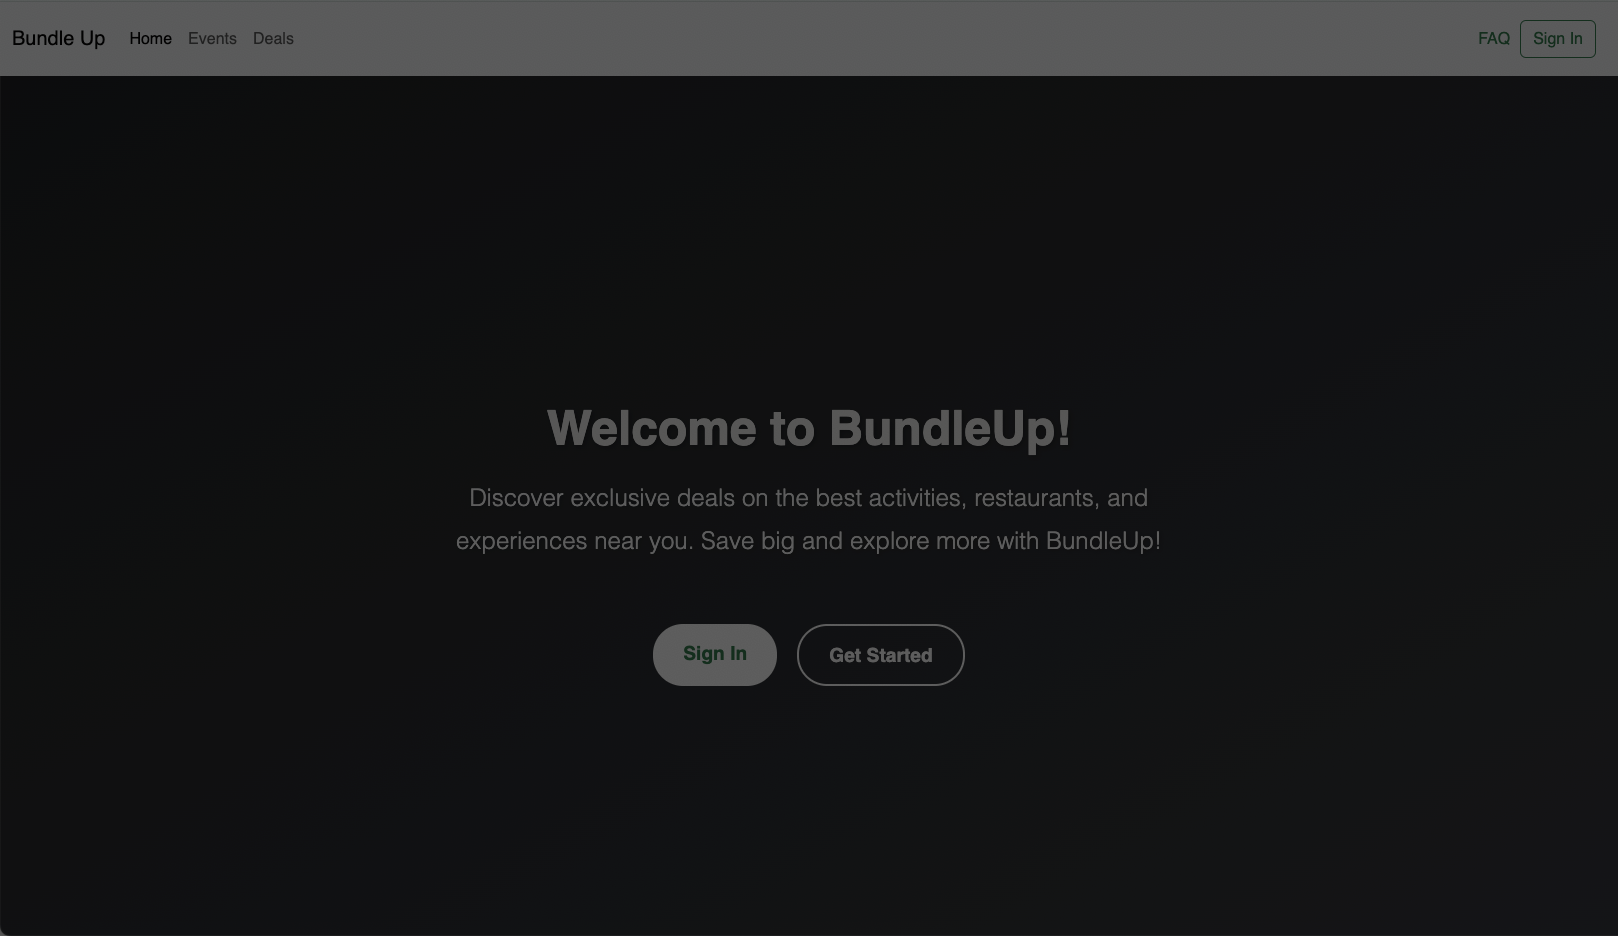 Bundle Up Home Events Deals FAQ Sign In
Welcome to BundleUp!
Discover exclusive deals on the best activities, restaurants, and
experiences near you. Save big and explore more with BundleUp!
Sign In Get Started